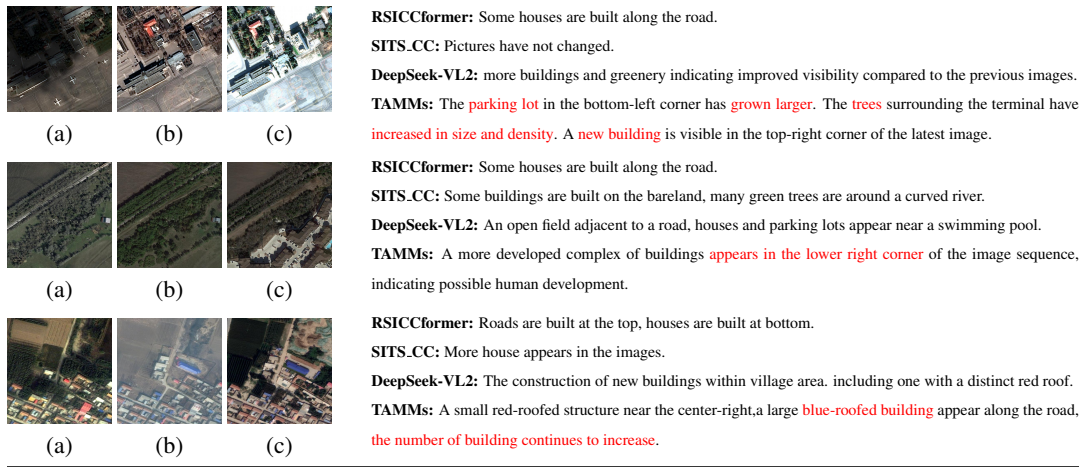 RSICCformer: Some houses are built along the road.
SITS_CC: Pictures have not changed.
DeepSeek-VL2: more buildings and greenery indicating improved visibility compared to the previous images.
TAMMs: The parking lot in the bottom-left corner has grown larger. The trees surrounding the terminal have
increased in size and density. A new building is visible in the top-right corner of the latest image.
(a) (b) (c)
RSICCformer: Some houses are built along the road.
SITS_CC: Some buildings are built on the bareland, many green trees are around a curved river.
DeepSeek-VL2: An open field adjacent to a road, houses and parking lots appear near a swimming pool.
TAMMs: A more developed complex of buildings appears in the lower right corner of the image sequence,
indicating possible human development.
(a) (b) (c)
RSICCformer: Roads are built at the top, houses are built at bottom.
SITS_CC: More house appears in the images.
DeepSeek-VL2: The construction of new buildings within village area. including one with a distinct red roof.
TAMMs: A small red-roofed structure near the center-right,a large blue-roofed building appear along the road,
the number of building continues to increase.
(a) (b) (c)